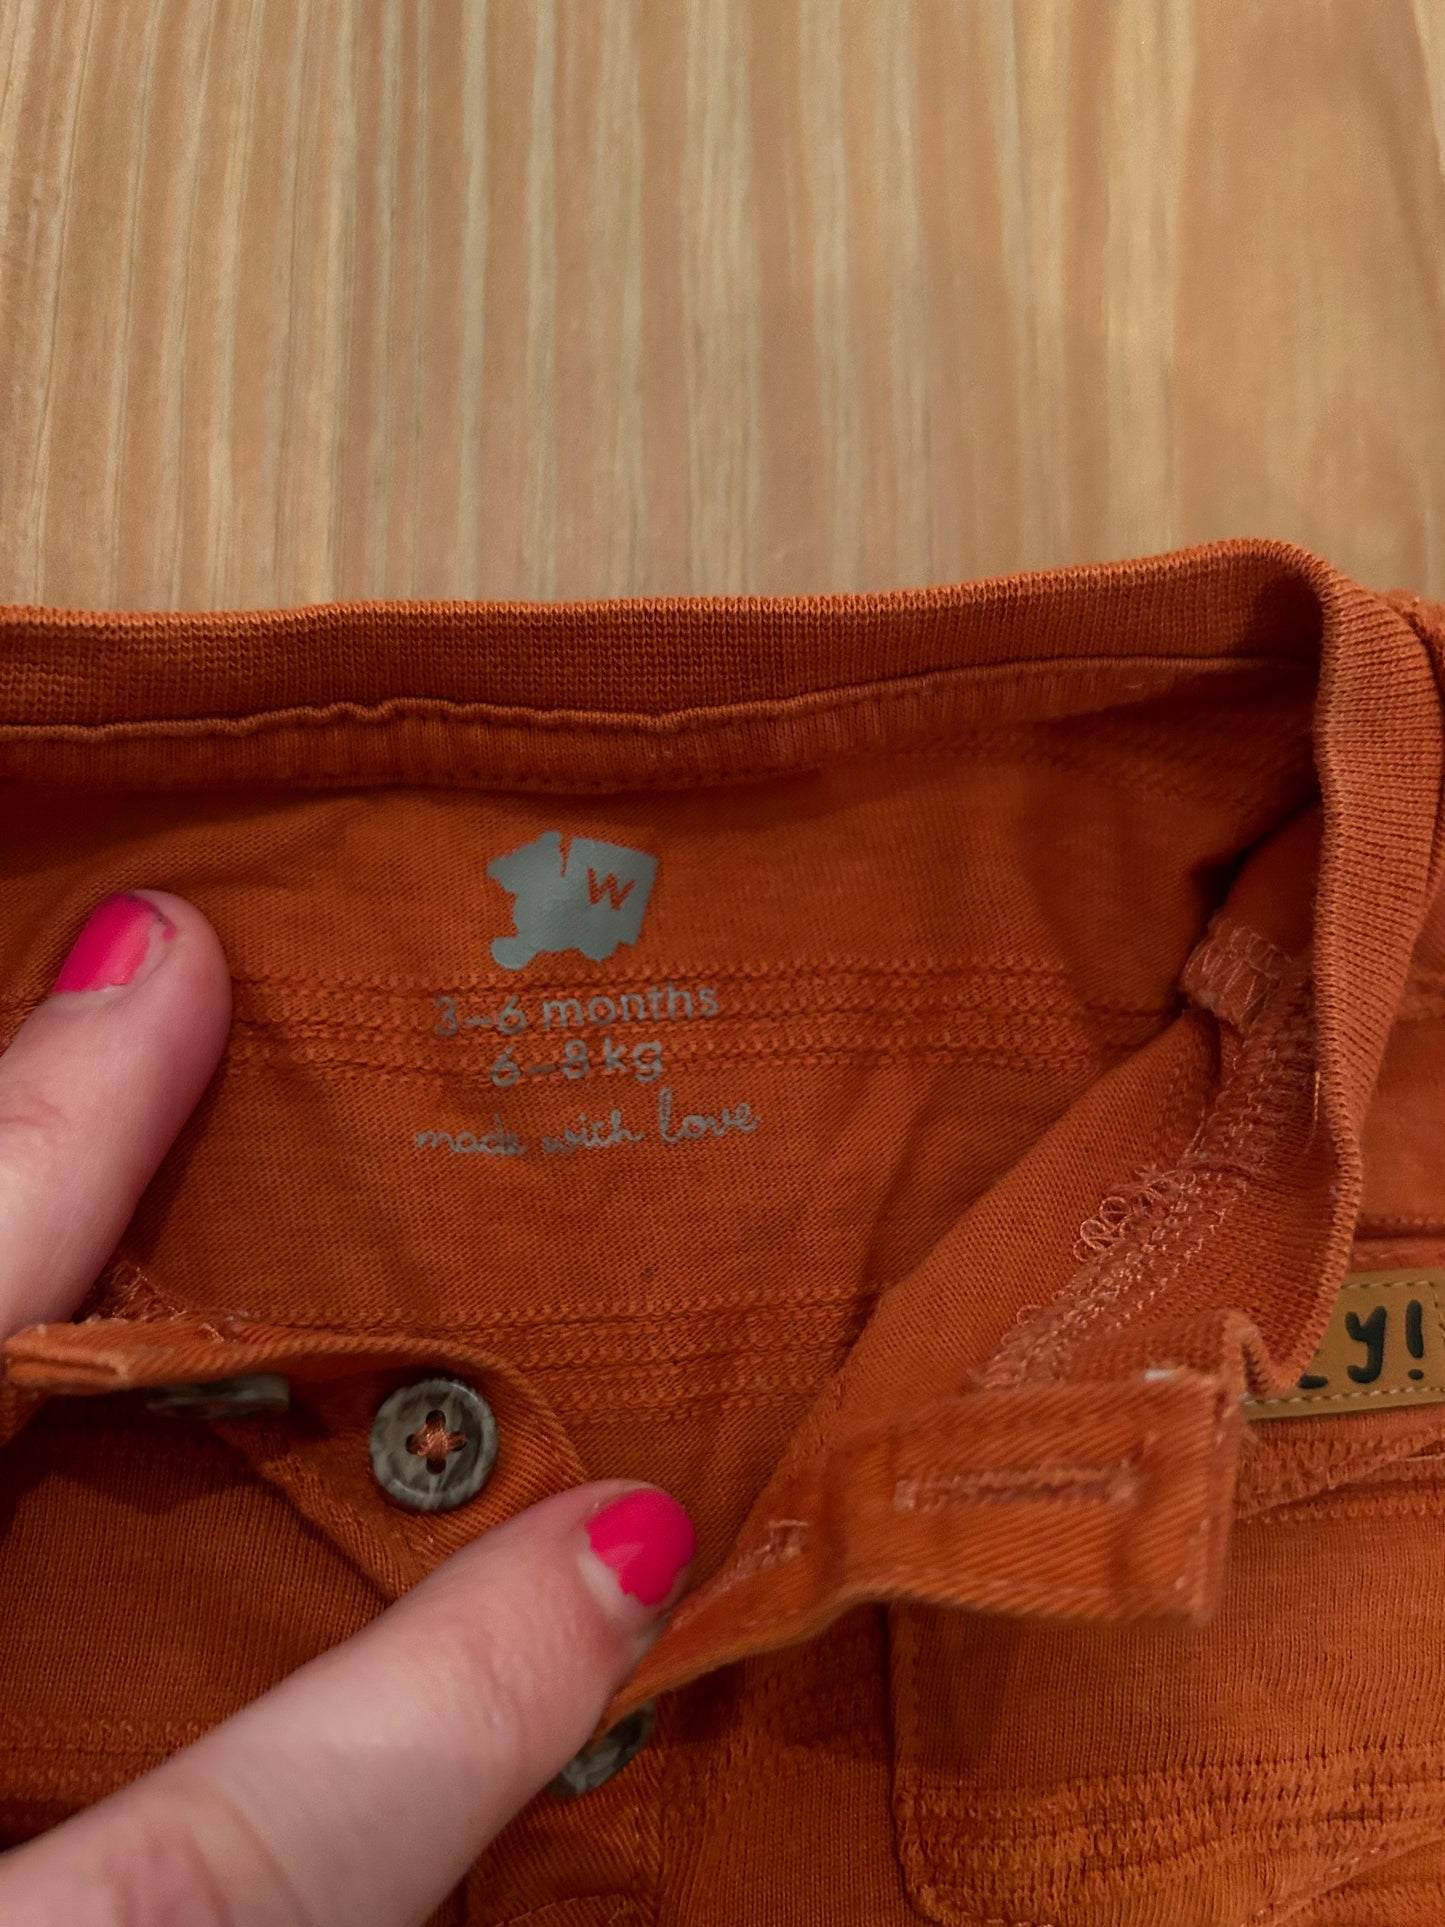 W
3–6 months
6–8 kg
made with love
y!